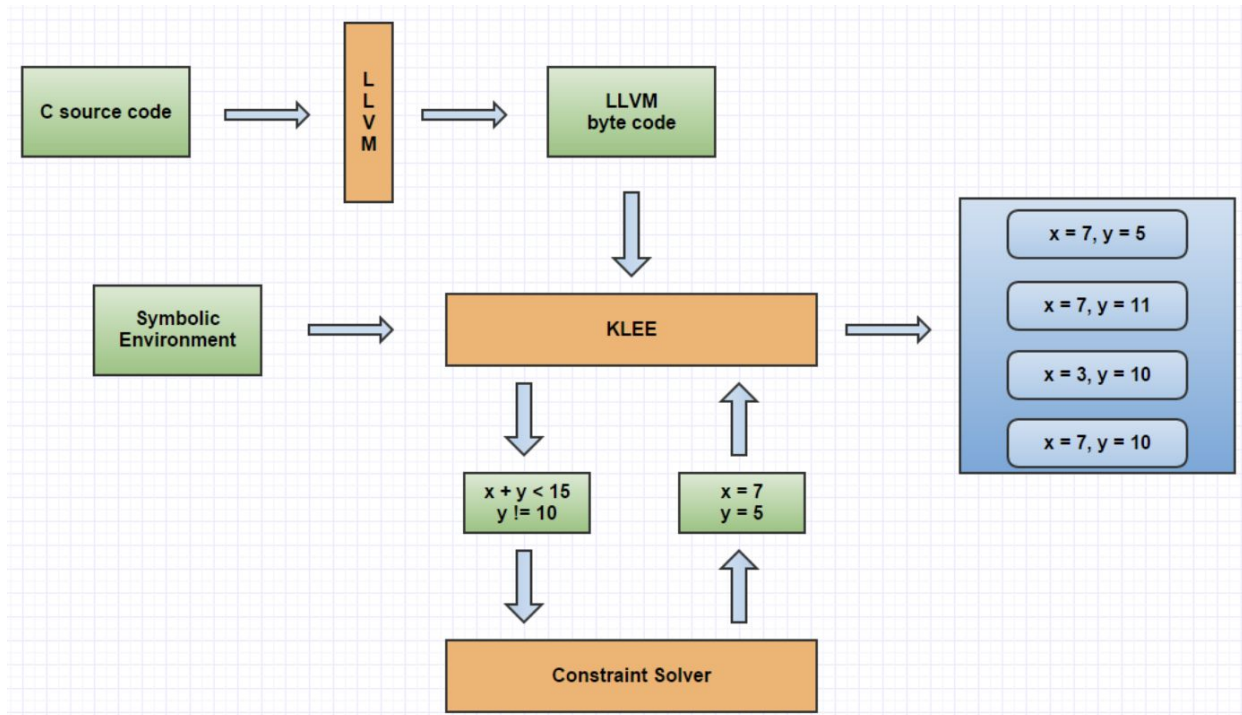 C source code
L
L
V
M
LLVM
byte code
Symbolic
Environment
KLEE
x = 7, y = 5
x = 7, y = 11
x = 3, y = 10
x = 7, y = 10
x + y < 15
y != 10
x = 7
y = 5
Constraint Solver